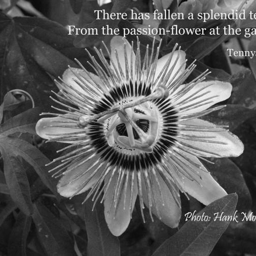 There has fallen a splendid te
From the passion-flower at the ga
Tenny
Photo: Hank Mo